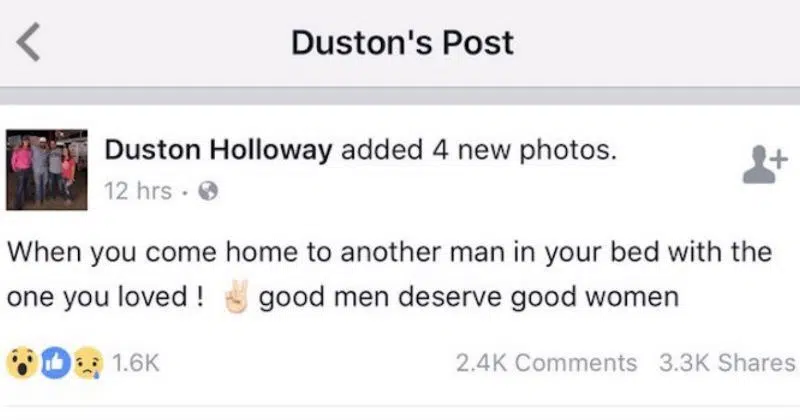 Duston's Post
Duston Holloway added 4 new photos.
12 hrs ·
When you come home to another man in your bed with the
one you loved ! ✌🏻 good men deserve good women
1.6K 2.4K Comments 3.3K Shares